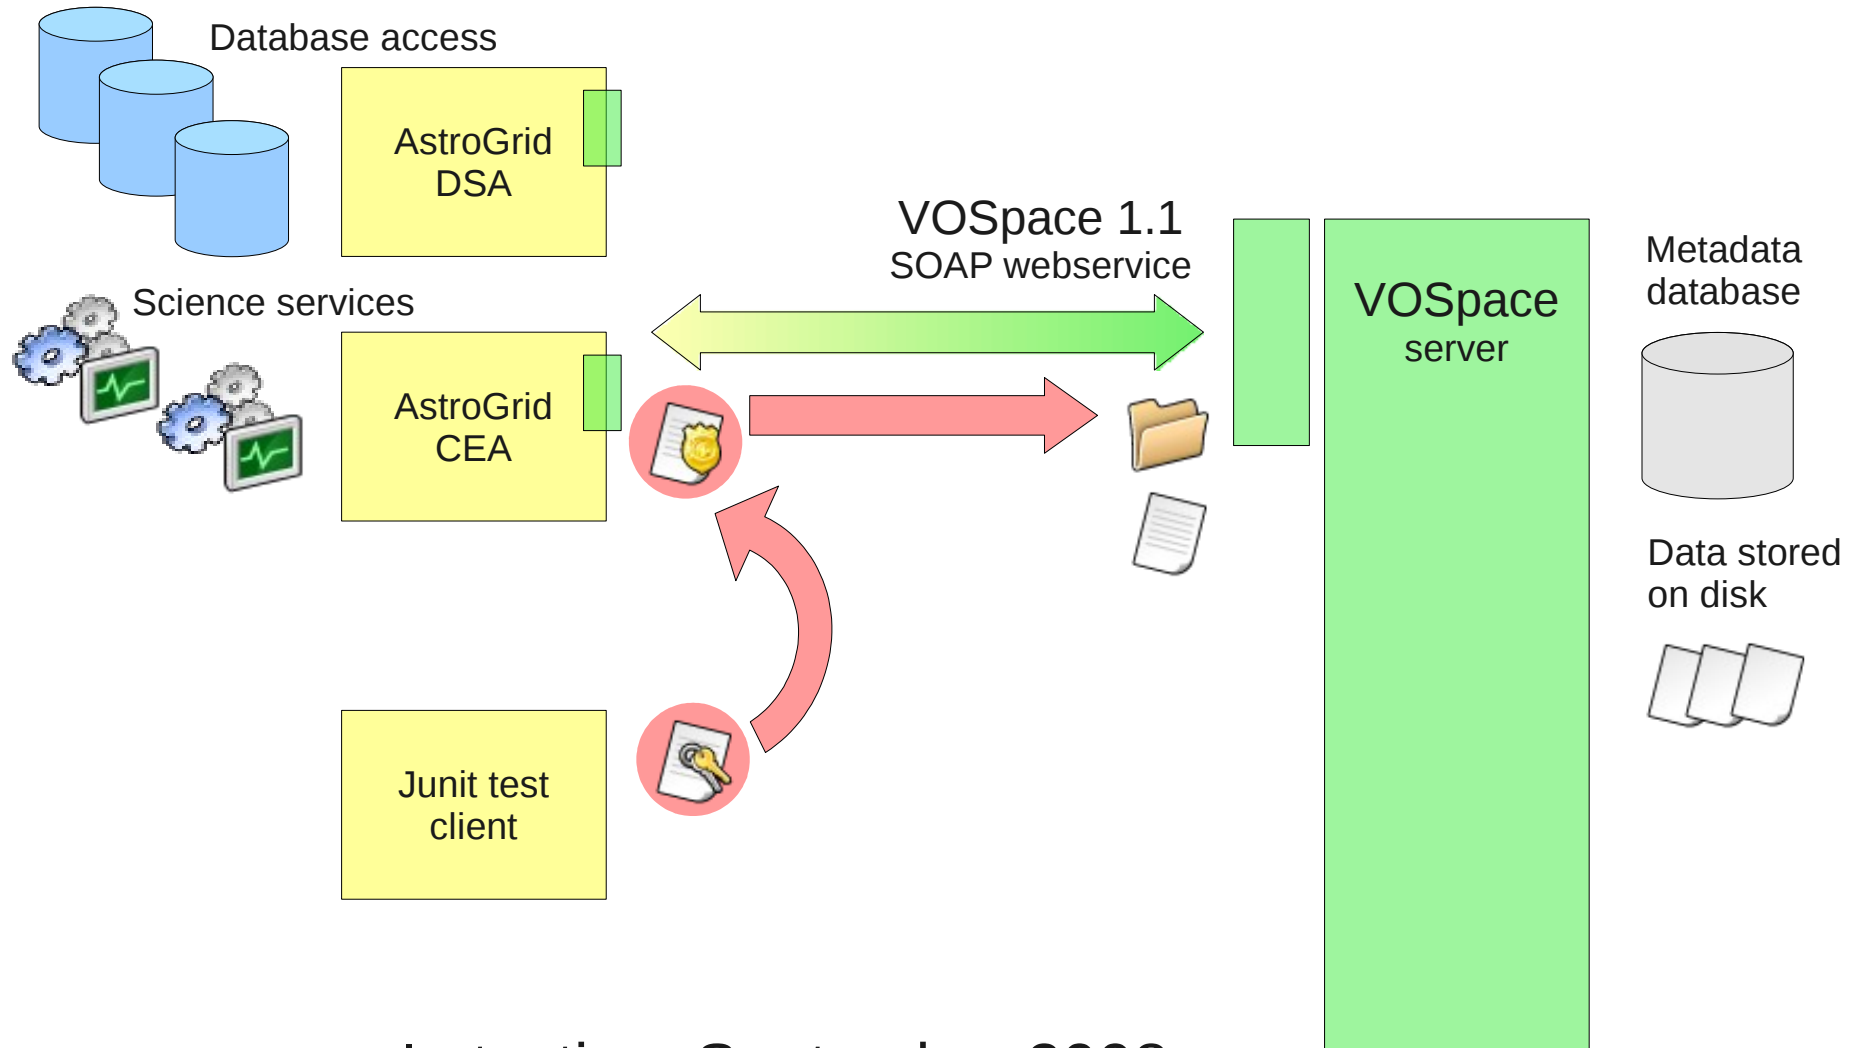 Database access
AstroGrid
DSA
VOSpace 1.1
SOAP webservice
Science services
AstroGrid
CEA
VOSpace
server
Metadata
database
Data stored
on disk
Junit test
client